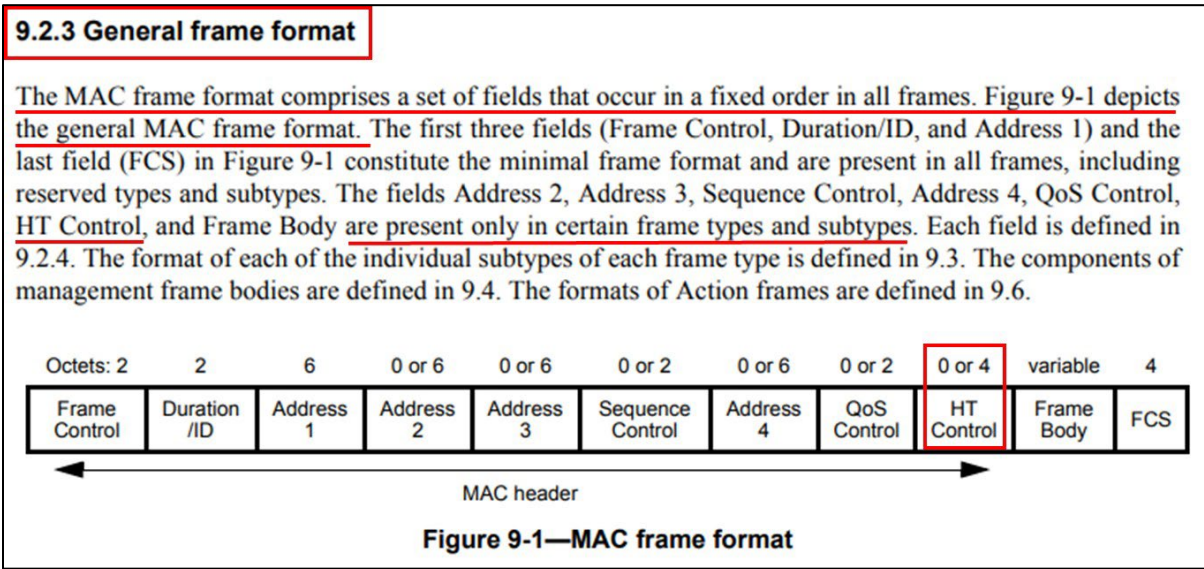 9.2.3 General frame format
The MAC frame format comprises a set of fields that occur in a fixed order in all frames. Figure 9-1 depicts
the general MAC frame format. The first three fields (Frame Control, Duration/ID, and Address 1) and the
last field (FCS) in Figure 9-1 constitute the minimal frame format and are present in all frames, including
reserved types and subtypes. The fields Address 2, Address 3, Sequence Control, Address 4, QoS Control,
HT Control, and Frame Body are present only in certain frame types and subtypes. Each field is defined in
9.2.4. The format of each of the individual subtypes of each frame type is defined in 9.3. The components of
management frame bodies are defined in 9.4. The formats of Action frames are defined in 9.6.
Octets: 2 2 6 0 or 6 0 or 6 0 or 2 0 or 6 0 or 2 0 or 4 variable 4
Frame Duration Address Address Address Sequence Address QoS HT Frame FCS
Control /ID 1 2 3 Control 4 Control Control Body
MAC header
Figure 9-1—MAC frame format